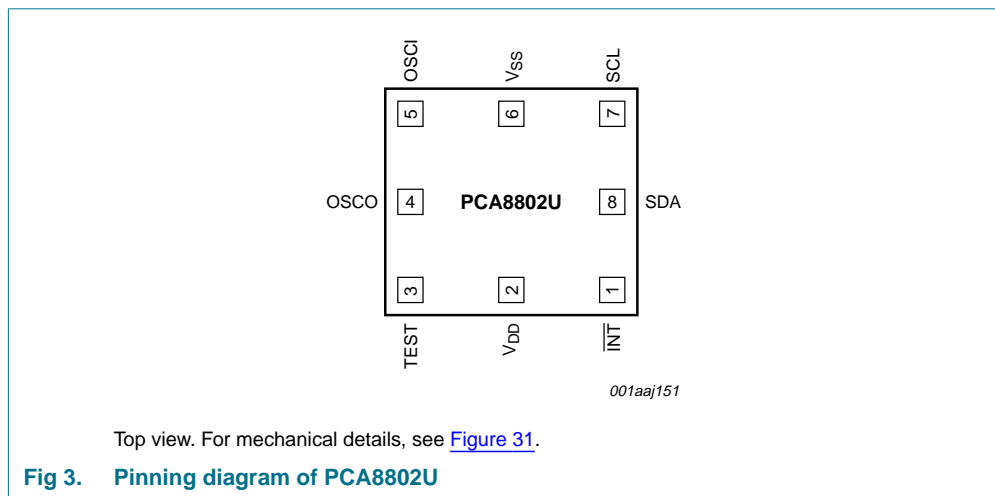 OSCI
VSS
SCL
5
6
7
OSCO
4
PCA8802U
8
SDA
3
2
1
TEST
VDD
INT
001aaj151
Top view. For mechanical details, see Figure 31.
Fig 3. Pinning diagram of PCA8802U